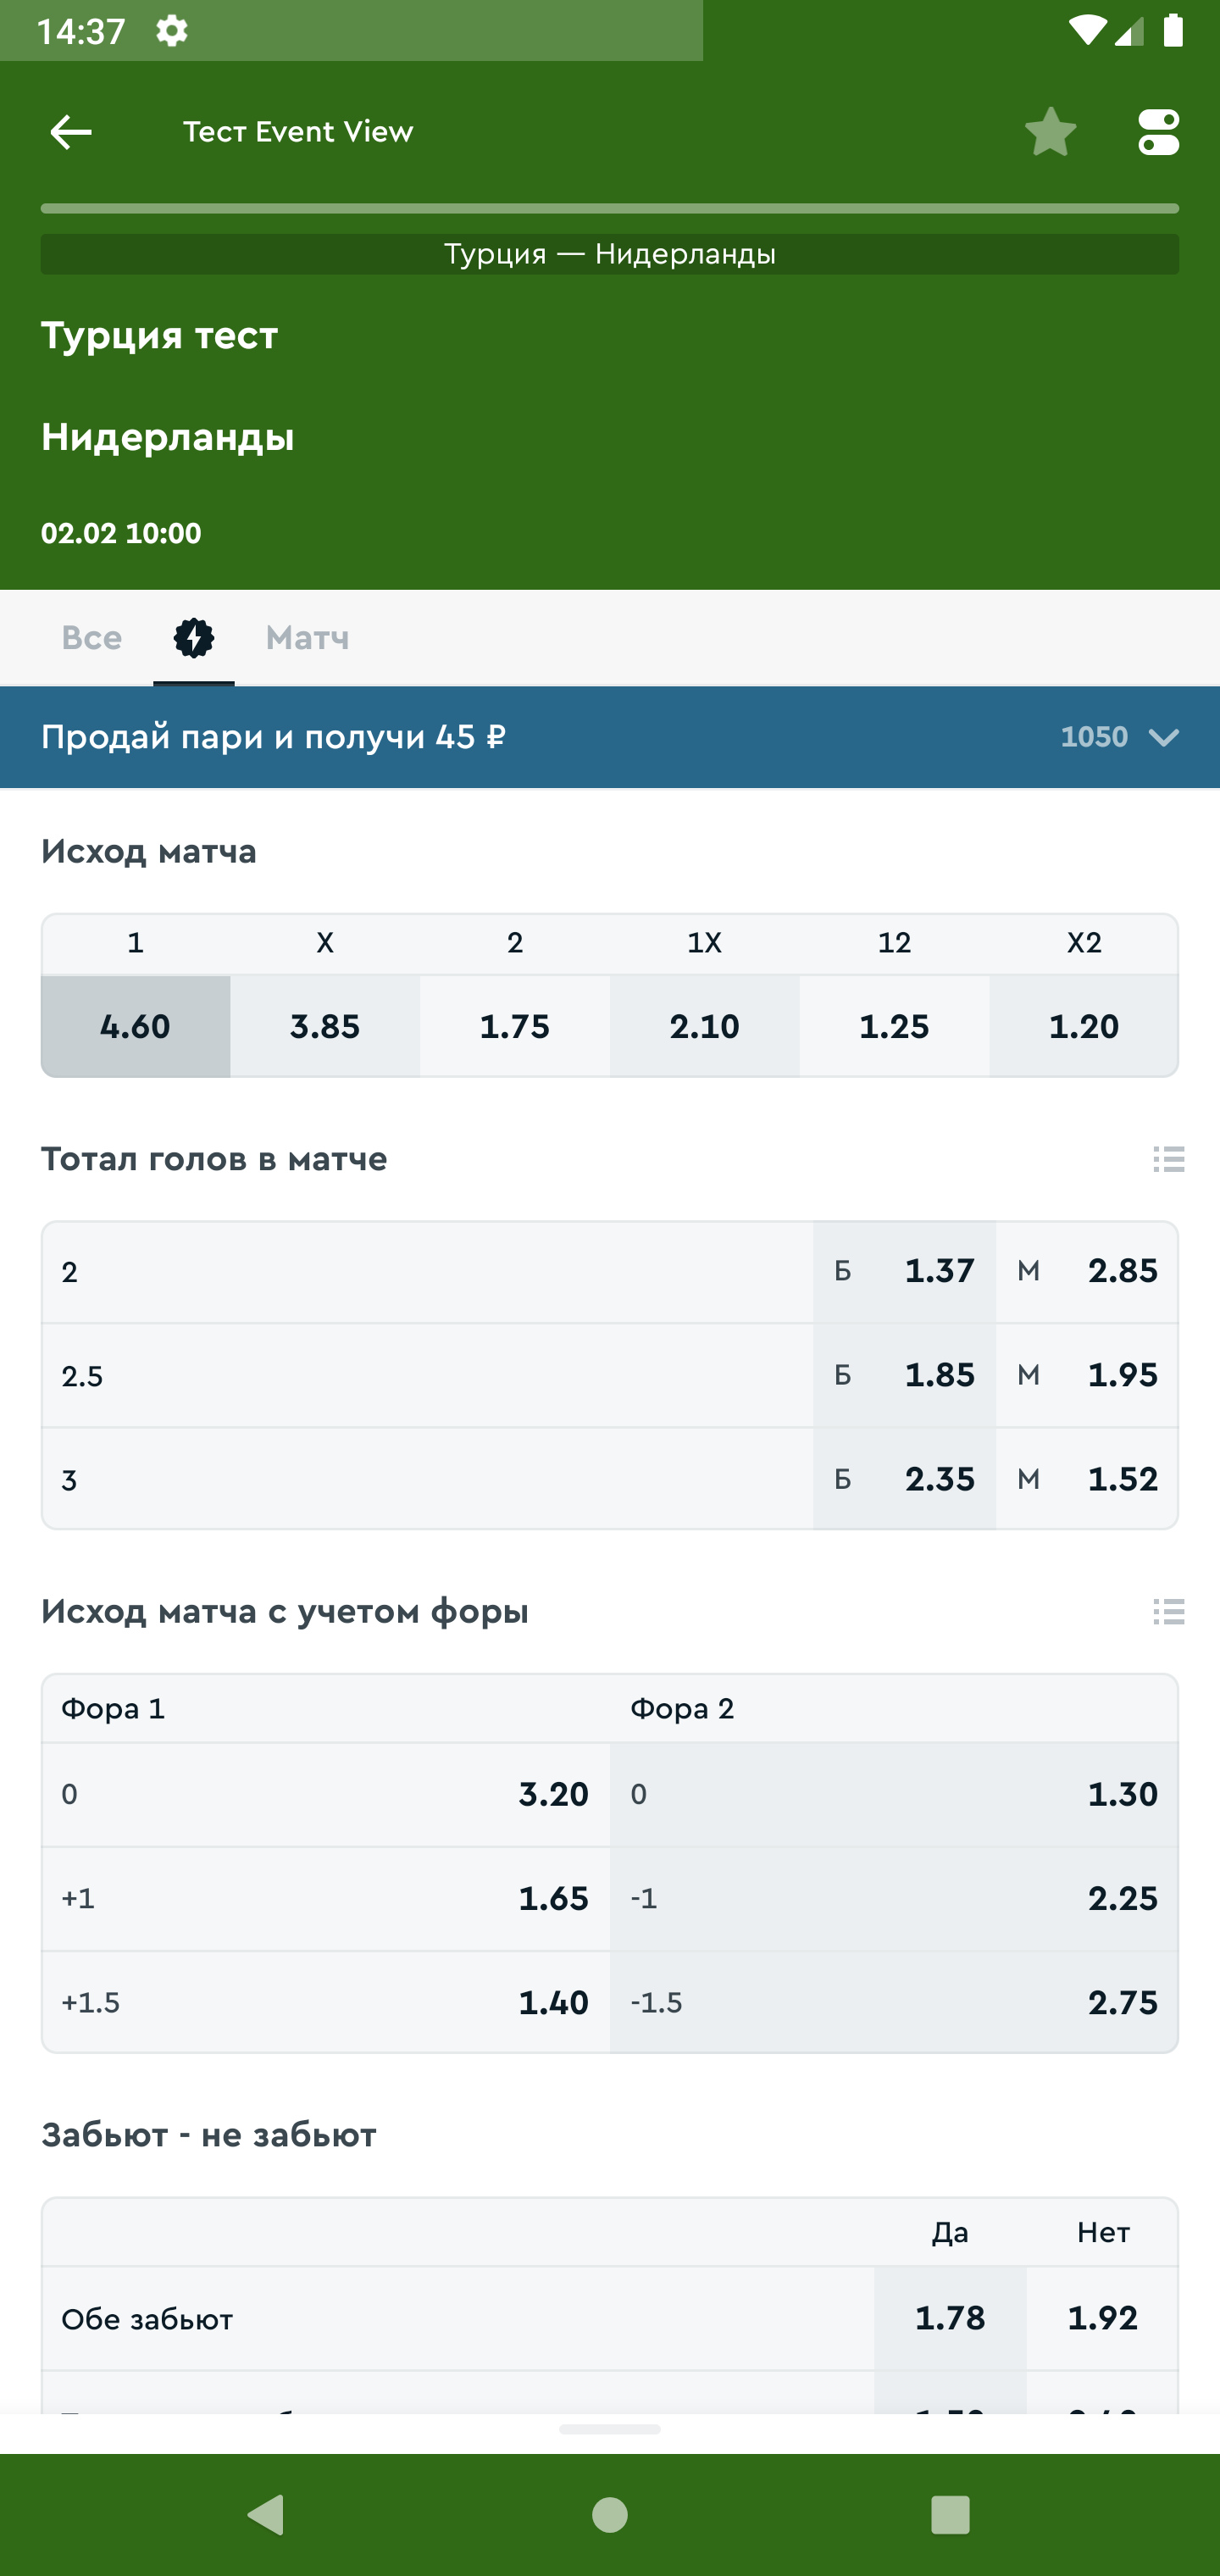 14:37
Тест Event View
Турция — Нидерланды
Турция тест
Нидерланды
02.02 10:00
Все Матч
Продай пари и получи 45 ₽ 1050
Исход матча
1 X 2 1X 12 X2
4.60 3.85 1.75 2.10 1.25 1.20
Тотал голов в матче
2 Б 1.37 М 2.85
2.5 Б 1.85 М 1.95
3 Б 2.35 М 1.52
Исход матча с учетом форы
Фора 1 Фора 2
0 3.20 0 1.30
+1 1.65 -1 2.25
+1.5 1.40 -1.5 2.75
Забьют - не забьют
Да Нет
Обе забьют 1.78 1.92